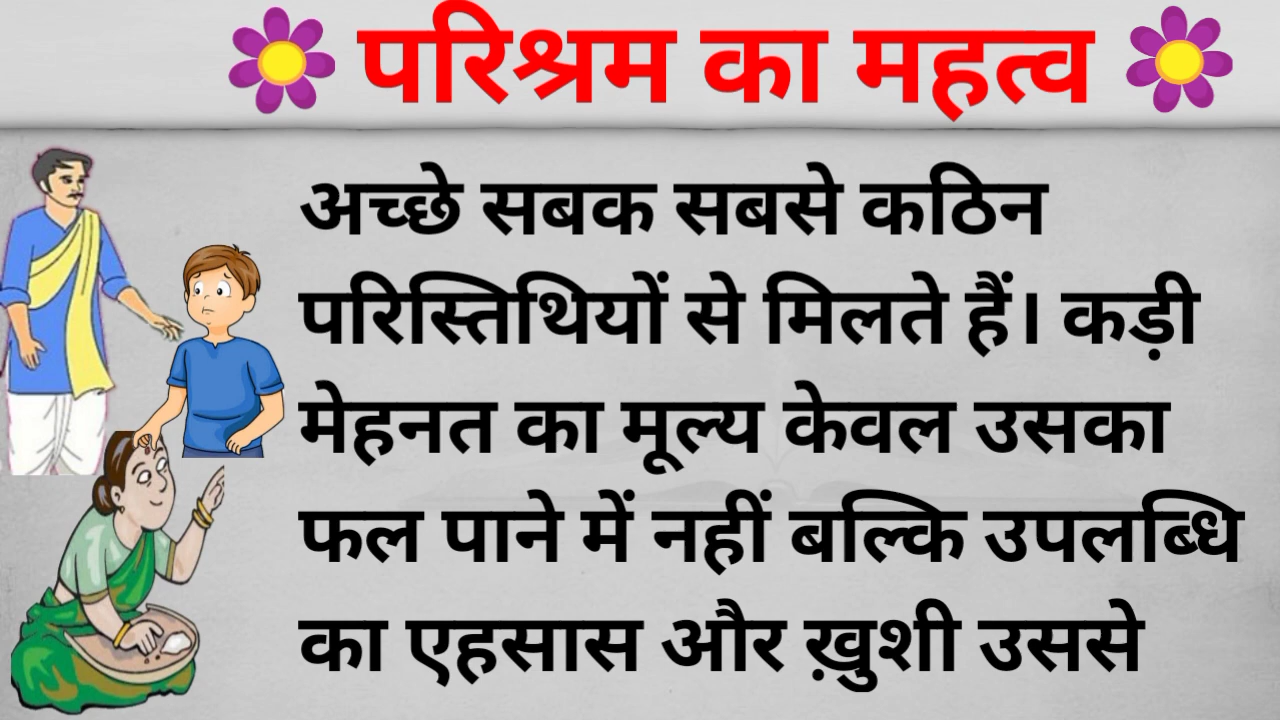 परिश्रम का महत्व
अच्छे सबक सबसे कठिन
परिस्तिथियों से मिलते हैं। कड़ी
मेहनत का मूल्य केवल उसका
फल पाने में नहीं बल्कि उपलब्धि
का एहसास और ख़ुशी उससे